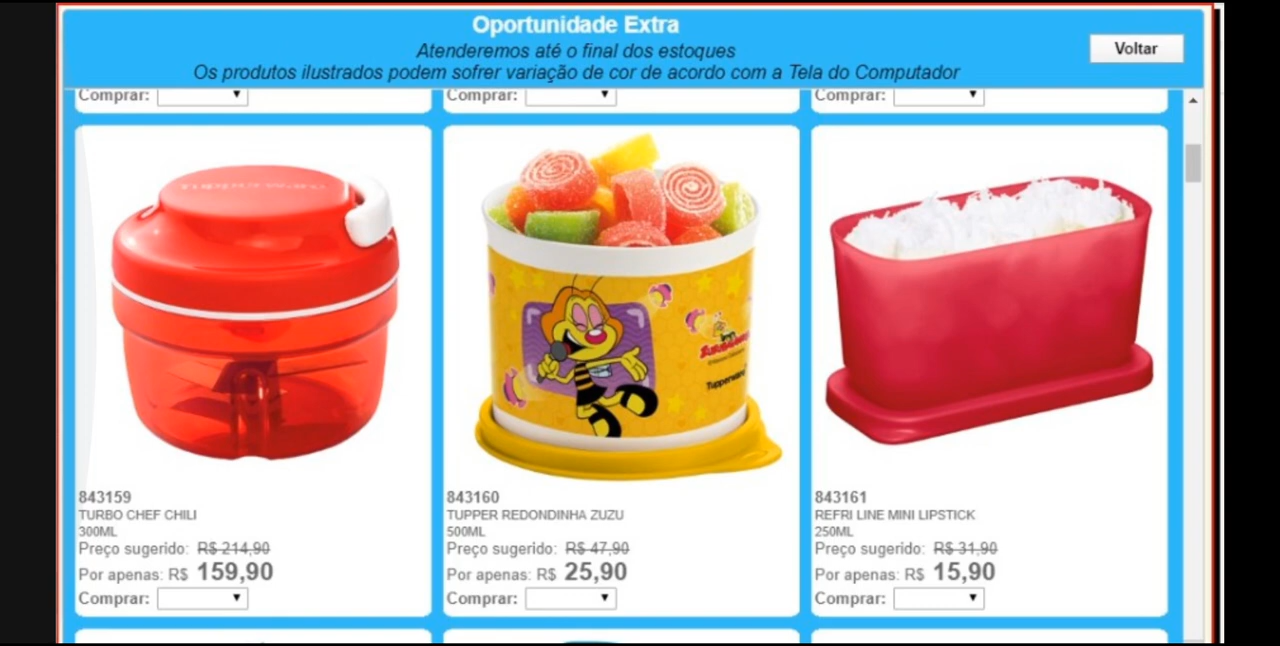 Oportunidade Extra
Atenderemos até o final dos estoques
Os produtos ilustrados podem sofrer variação de cor de acordo com a Tela do Computador
Voltar
Comprar:
Comprar:
Comprar:
Tupperware
843159
TURBO CHEF CHILI
300ML
Preço sugerido: R$ 214,90
Por apenas: R$ 159,90
Comprar:
843160
TUPPER REDONDINHA ZUZU
500ML
Preço sugerido: R$ 47,90
Por apenas: R$ 25,90
Comprar:
843161
REFRI LINE MINI LIPSTICK
250ML
Preço sugerido: R$ 31,90
Por apenas: R$ 15,90
Comprar: